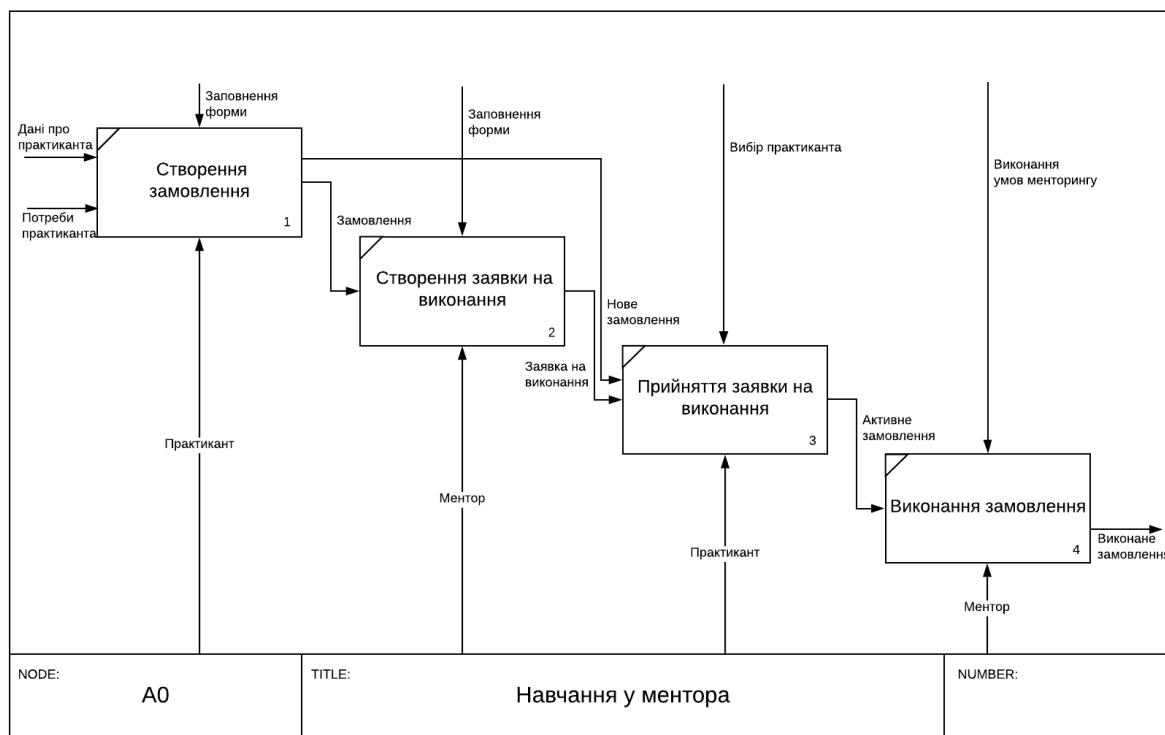 Заповнення
форми
Дані про
практиканта
Створення
замовлення
1
Потреби
практиканта
Замовлення
Заповнення
форми
Створення заявки на
виконання
2
Вибір практиканта
Виконання
умов менторингу
Нове
замовлення
Заявка на
виконання
Прийняття заявки на
виконання
3
Активне
замовлення
Виконання замовлення
4
Виконане
замовлення
Практикант
Ментор
Практикант
Ментор
NODE:
A0
TITLE:
Навчання у ментора
NUMBER: